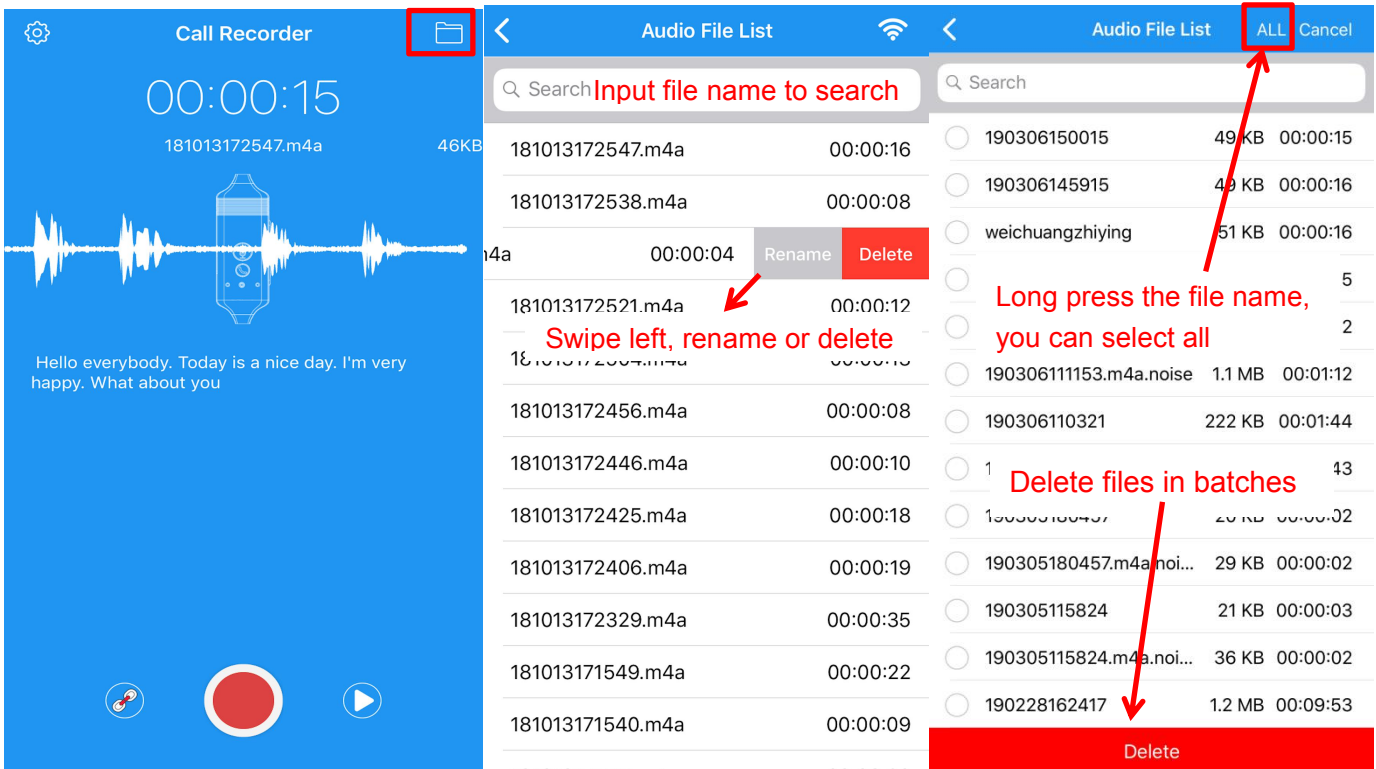 Call Recorder
00:00:15
181013172547.m4a 46KB
Hello everybody. Today is a nice day. I'm very
happy. What about you
Audio File List
Search Input file name to search
181013172547.m4a 00:00:16
181013172538.m4a 00:00:08
4a 00:00:04 Rename Delete
181013172521.m4a 00:00:12
Swipe left, rename or delete
181013172456.m4a 00:00:08
181013172446.m4a 00:00:10
181013172425.m4a 00:00:18
181013172406.m4a 00:00:19
181013172329.m4a 00:00:35
181013171549.m4a 00:00:22
181013171540.m4a 00:00:09
Audio File List ALL Cancel
Search
190306150015 49 KB 00:00:15
190306145915 49 KB 00:00:16
weichuangzhiying 51 KB 00:00:16
5
Long press the file name,
2
you can select all
190306111153.m4a.noise 1.1 MB 00:01:12
190306110321 222 KB 00:01:44
1 43
Delete files in batches
190305180457.m4a.noi... 29 KB 00:00:02
190305115824 21 KB 00:00:03
190305115824.m4a.noi... 36 KB 00:00:02
190228162417 1.2 MB 00:09:53
Delete